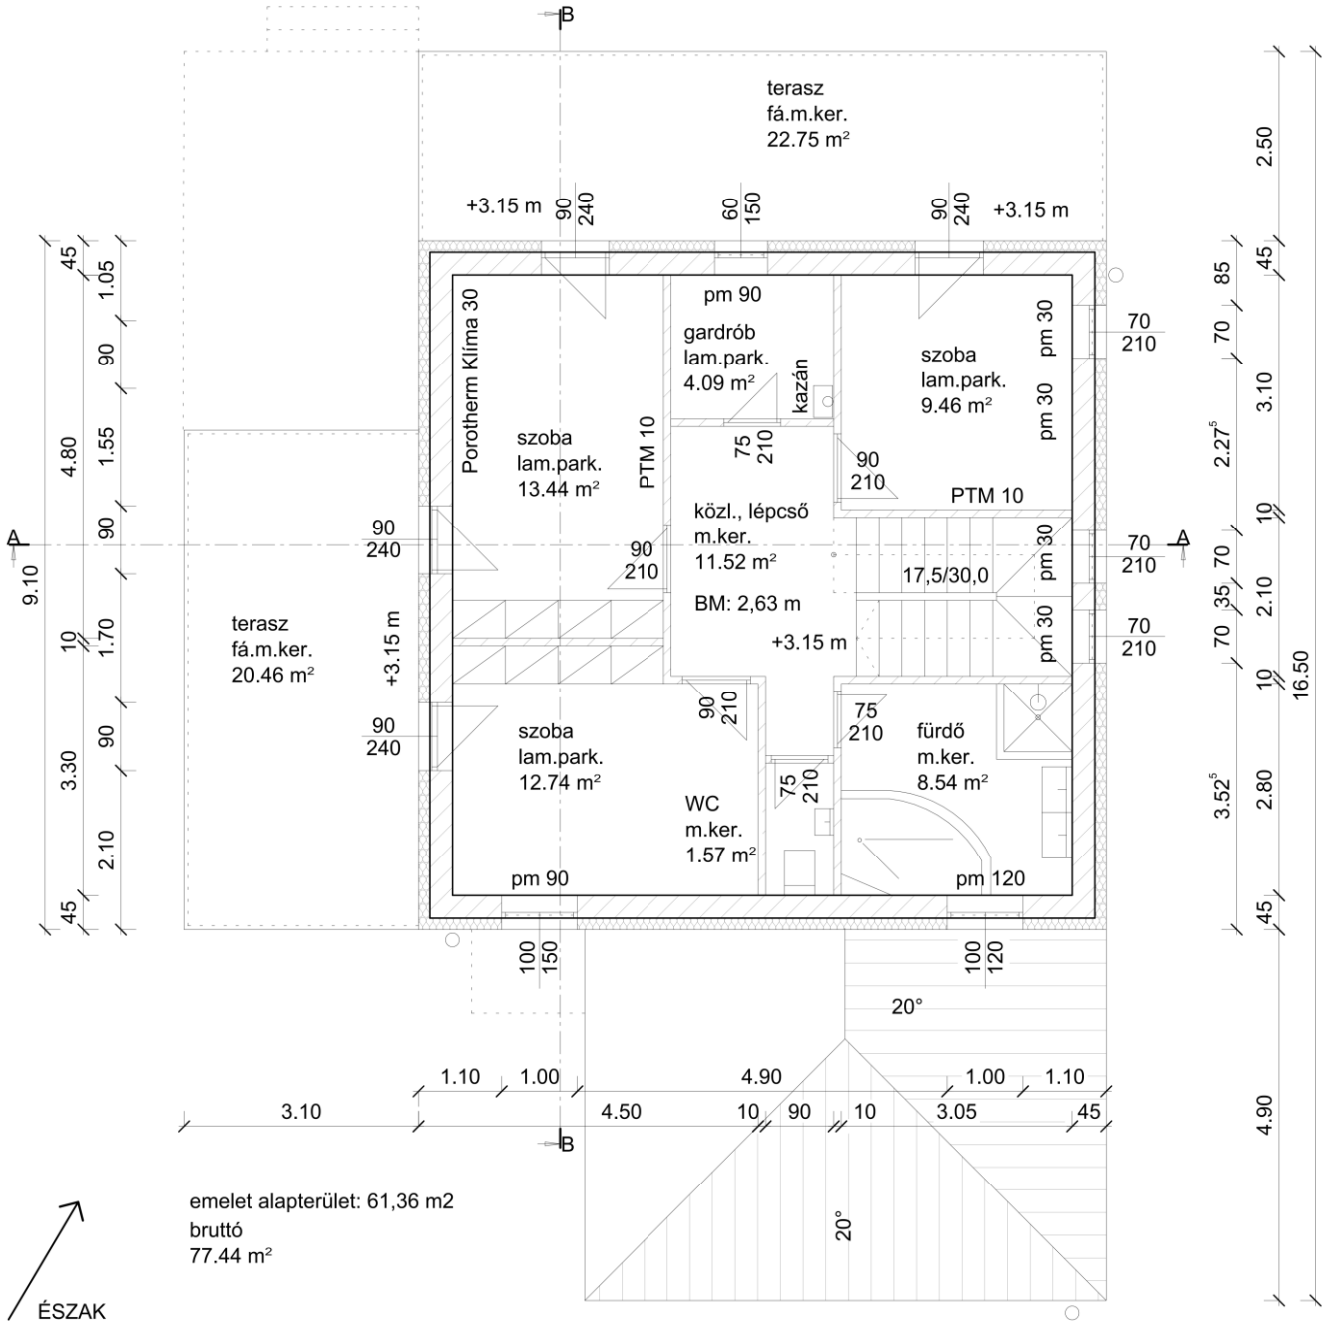 B
terasz
fá.m.ker.
22.75 m²
+3.15 m
90
240
60
150
90
240
+3.15 m
2.50
45
1.05
85
45
Porotherm Klíma 30
pm 90
gardrób
lam.park.
4.09 m²
kazán
szoba
lam.park.
9.46 m²
pm 30
pm 30
70
210
70
3.10
90
1.55
4.80
szoba
lam.park.
13.44 m²
PTM 10
75
210
90
210
PTM 10
2.27⁵
10
A
90
240
90
90
210
közl., lépcső
m.ker.
11.52 m²
BM: 2,63 m
17,5/30,0
+3.15 m
pm 30
pm 30
70
210
A
70
35
2.10
70
70
210
9.10
10
1.70
terasz
fá.m.ker.
20.46 m²
+3.15 m
10
16.50
90
240
90
3.30
szoba
lam.park.
12.74 m²
90
210
75
210
fürdő
m.ker.
8.54 m²
75
210
WC
m.ker.
1.57 m²
3.52⁵
2.80
2.10
45
pm 90
pm 120
45
100
150
100
120
20°
1.10
1.00
4.90
1.00
1.10
3.10
4.50
10
90
10
3.05
45
4.90
B
20°
emelet alapterület: 61,36 m2
bruttó
77.44 m²
ÉSZAK